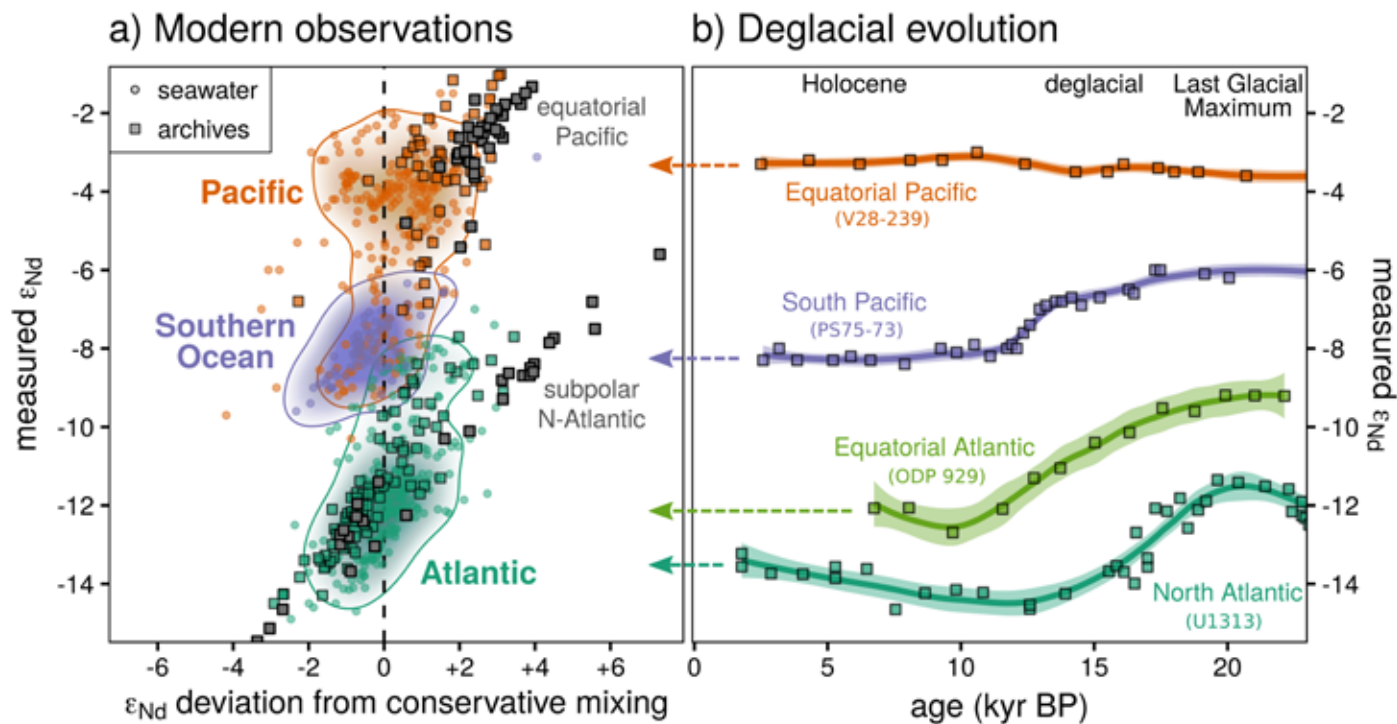 a) Modern observations
seawater
archives
equatorial
Pacific
Pacific
Southern
Ocean
subpolar
N-Atlantic
Atlantic
measured εNd
-2
-4
-6
-8
-10
-12
-14
-6
-4
-2
0
+2
+4
+6
εNd deviation from conservative mixing
b) Deglacial evolution
Holocene
deglacial
Last Glacial
Maximum
Equatorial Pacific
(V28-239)
South Pacific
(PS75-73)
Equatorial Atlantic
(ODP 929)
North Atlantic
(U1313)
-2
-4
-6
-8
-10
-12
-14
measured εNd
0
5
10
15
20
age (kyr BP)